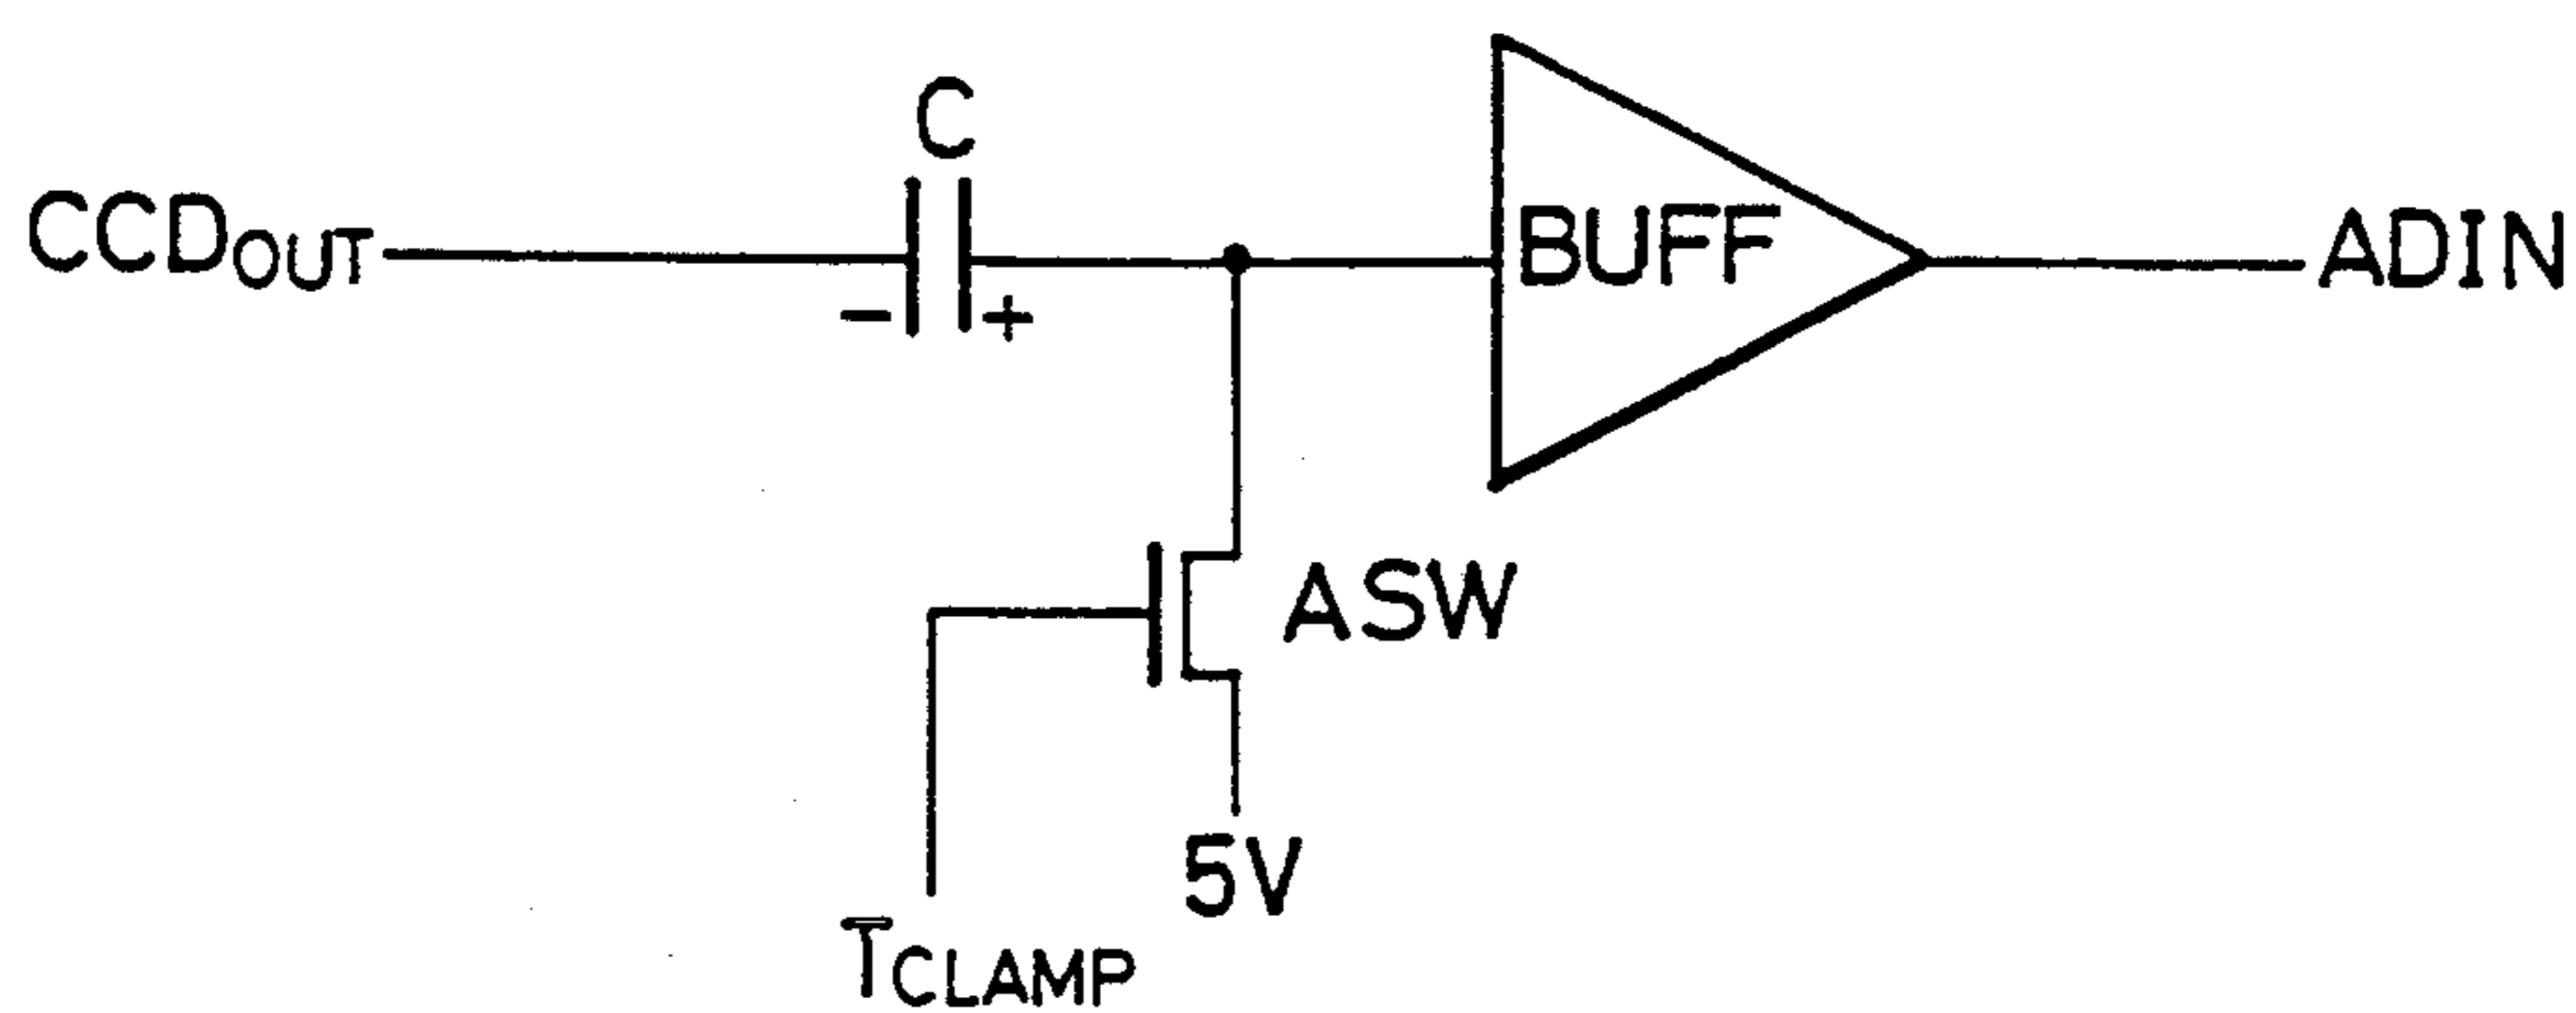 C
CCDOUT
- +
BUFF
ADIN
ASW
5V
TCLAMP